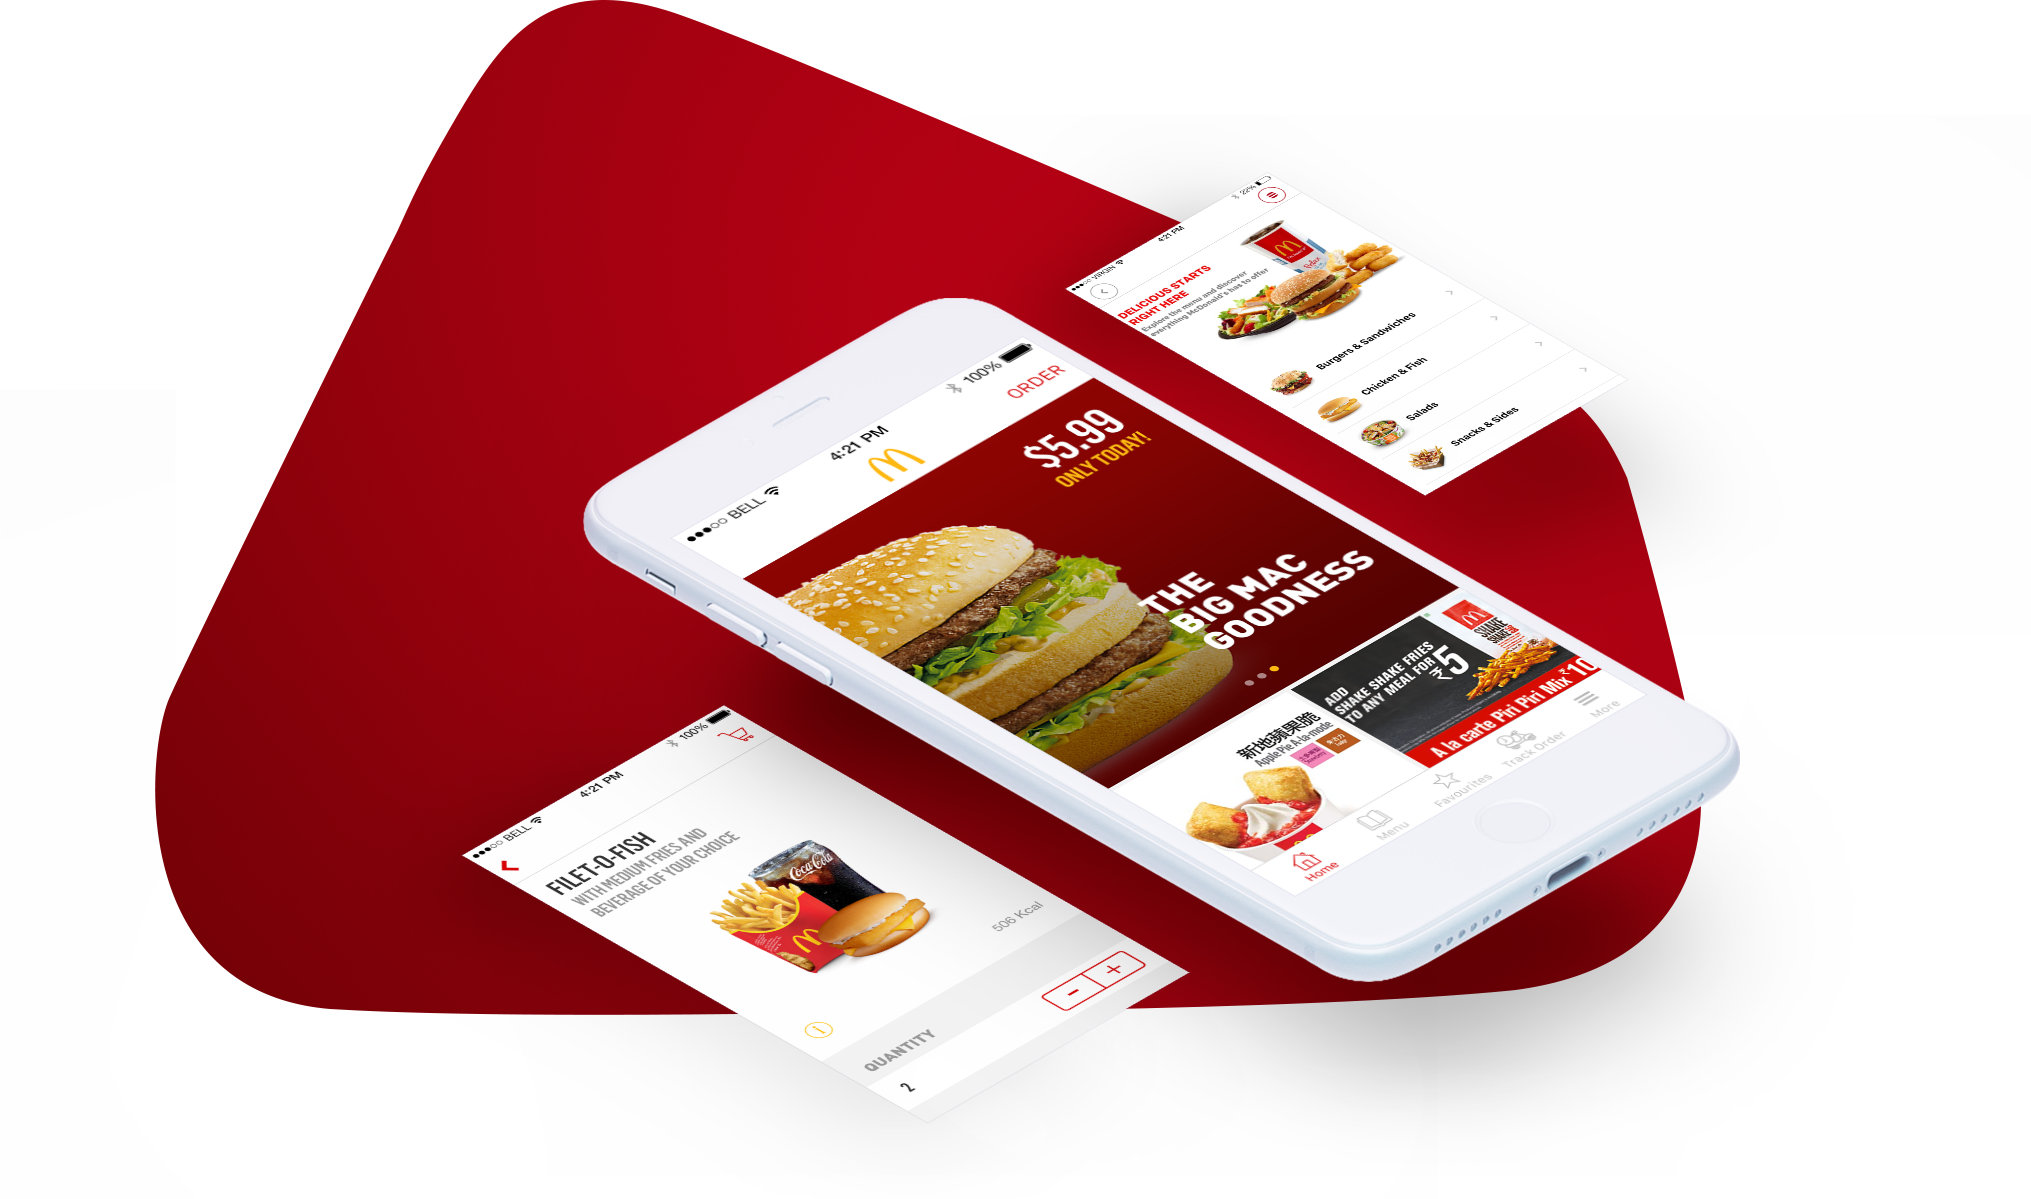 VIRGIN
4:21 PM
22%
DELICIOUS STARTS
RIGHT HERE
Explore the menu and discover
everything McDonald's has to offer
Burgers & Sandwiches
Chicken & Fish
Salads
Snacks & Sides
BELL
4:21 PM
100%
ORDER
$5.99
ONLY TODAY!
THE
BIG MAC
GOODNESS
新地蘋果脆
Apple Pie A-la-mode
ADD
SHAKE SHAKE FRIES
TO ANY MEAL FOR
₹5
SHAKE
SHAKE
A la carte Piri Piri Mix ₹10
Home
Menu
Favourites
Track Order
More
BELL
4:21 PM
100%
FILET-O-FISH
WITH MEDIUM FRIES AND
BEVERAGE OF YOUR CHOICE
Coca-Cola
506 Kcal
QUANTITY
2